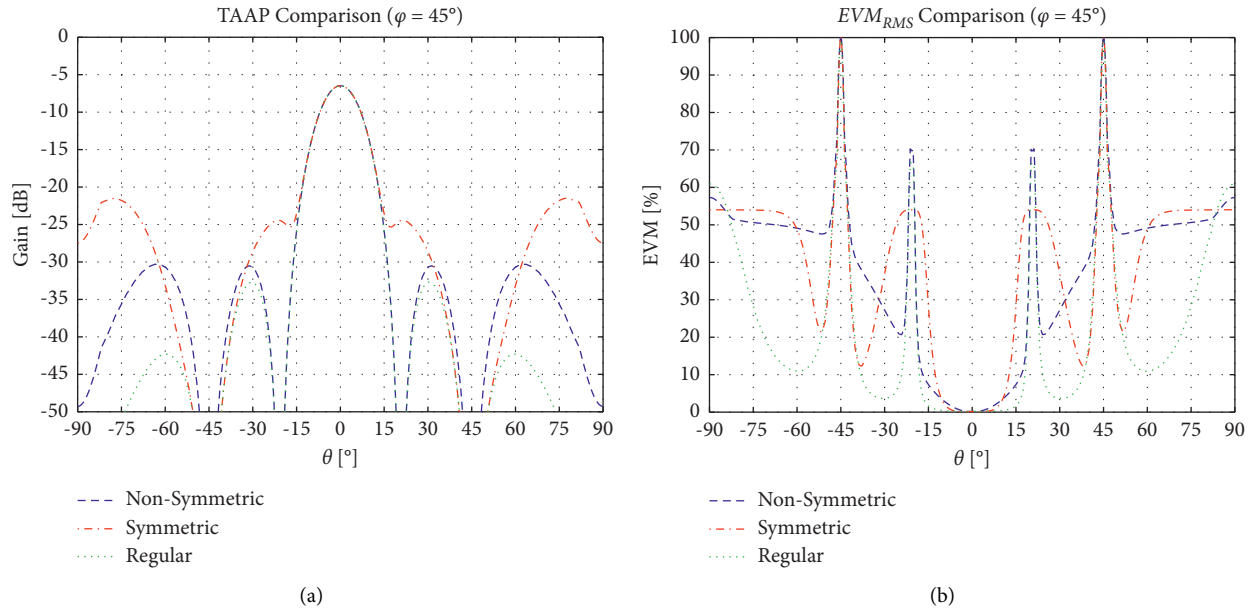 TAAP Comparison (φ = 45°)
0
-5
-10
-15
-20
-25
-30
-35
-40
-45
-50
Gain [dB]
-90 -75 -60 -45 -30 -15 0 15 30 45 60 75 90
θ [°]
Non-Symmetric
Symmetric
Regular
(a)
EVM_RMS Comparison (φ = 45°)
100
90
80
70
60
50
40
30
20
10
0
EVM [%]
-90 -75 -60 -45 -30 -15 0 15 30 45 60 75 90
θ [°]
Non-Symmetric
Symmetric
Regular
(b)